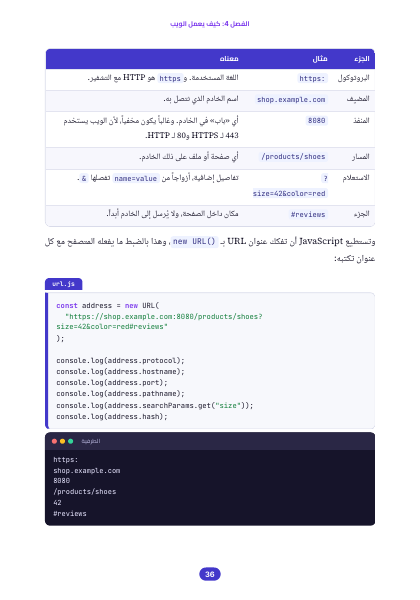 الفصل 4: كيف يعمل الويب
الجزء مثال معناه
البروتوكول https: اللغة المستخدمة. و https هو HTTP مع التشفير.
المضيف shop.example.com اسم الخادم الذي تتصل به.
المنفذ 8080 أي «باب» في الخادم. وغالباً يكون مخفياً، لأن الويب يستخدم
443 لـ HTTPS و80 لـ HTTP.
المسار /products/shoes أي صفحة أو ملف على ذلك الخادم.
الاستعلام ? تفاصيل إضافية، أزواجاً من name=value تفصلها & .
size=42&color=red
الجزء #reviews مكان داخل الصفحة، ولا يُرسل إلى الخادم أبداً.
وتستطيع JavaScript أن تفكك عنوان URL بـ new URL() ، وهذا بالضبط ما يفعله المتصفح مع كل
عنوان تكتبه:
url.js
const address = new URL(
"https://shop.example.com:8080/products/shoes?
size=42&color=red#reviews"
);
console.log(address.protocol);
console.log(address.hostname);
console.log(address.port);
console.log(address.pathname);
console.log(address.searchParams.get("size"));
console.log(address.hash);
الطرفية
https:
shop.example.com
8080
/products/shoes
42
#reviews
36